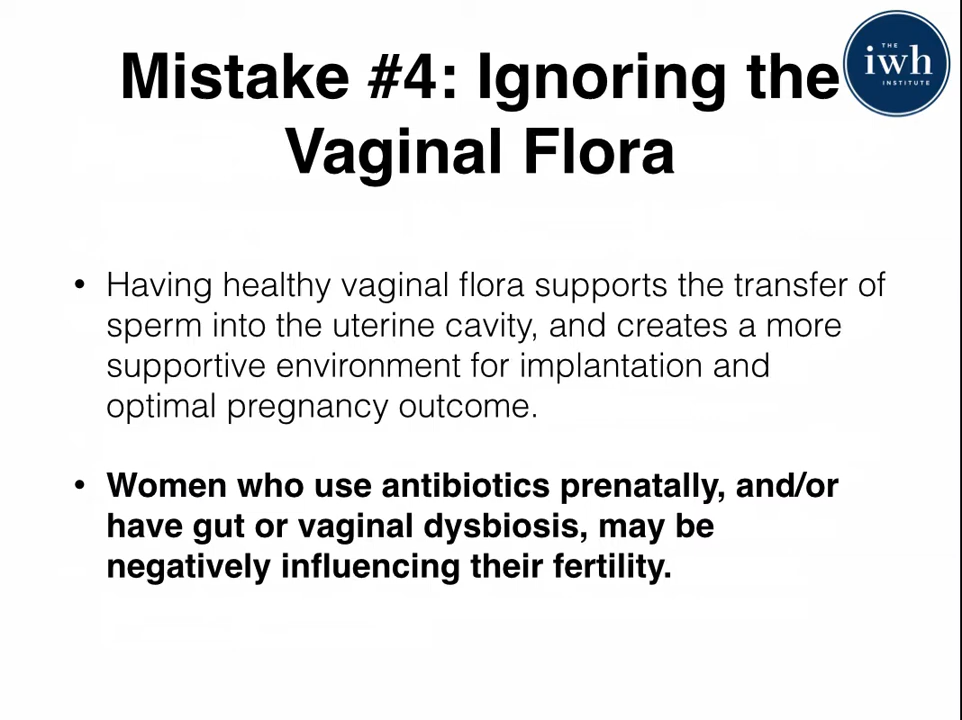 Mistake #4: Ignoring the
Vaginal Flora
THE
iwh
INSTITUTE
• Having healthy vaginal flora supports the transfer of
sperm into the uterine cavity, and creates a more
supportive environment for implantation and
optimal pregnancy outcome.
• Women who use antibiotics prenatally, and/or
have gut or vaginal dysbiosis, may be
negatively influencing their fertility.